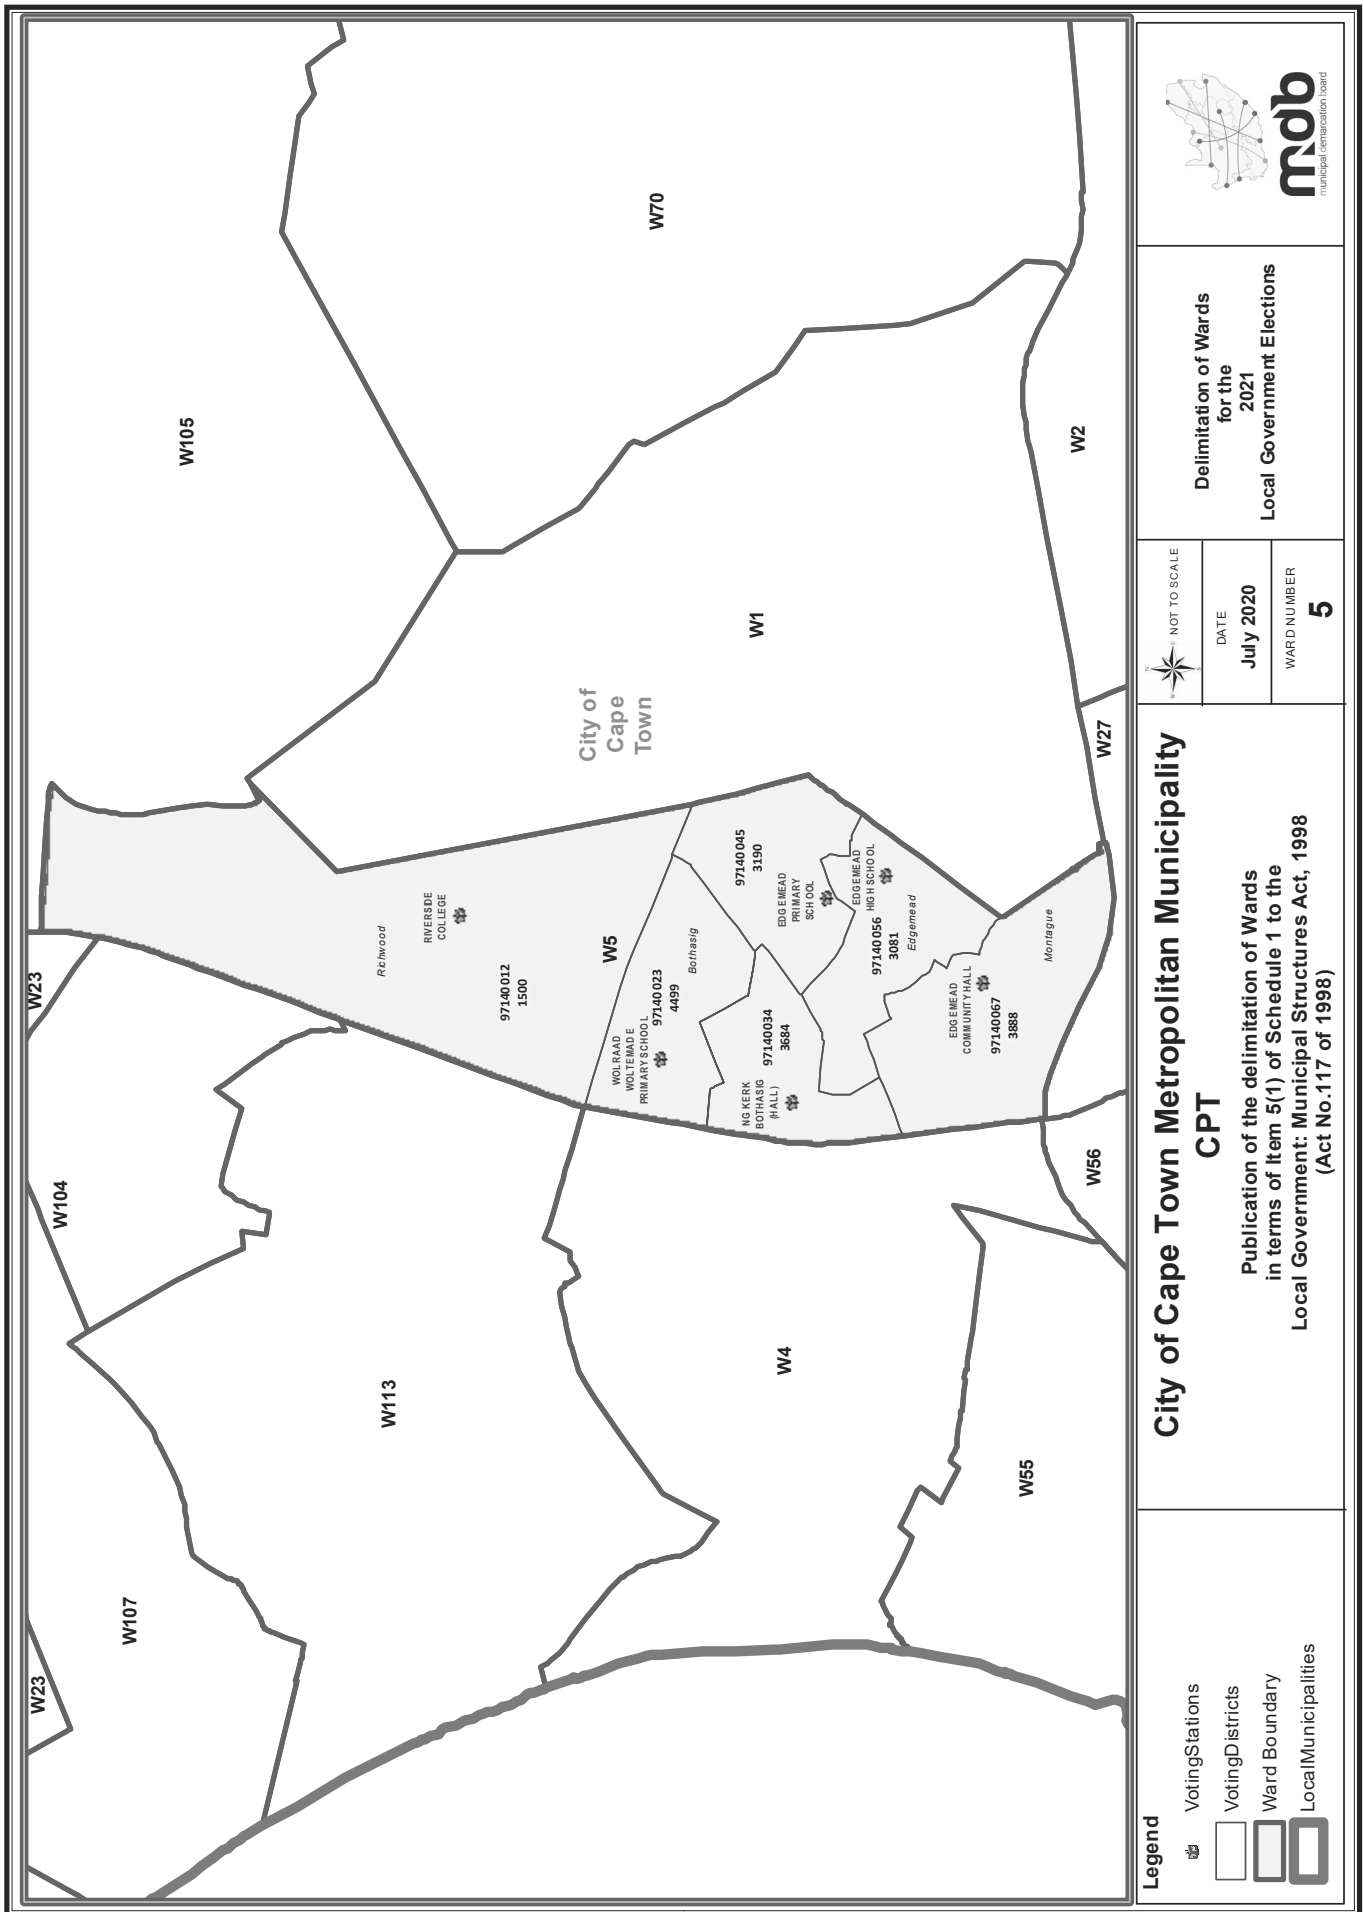 W105
W70
W1
W2
W27
W23
W104
W113
W107
W23
W4
W55
W56
W5
City of
Cape
Town
Richwood
RIVERSIDE
COLLEGE
97140012
1500
WOLRAAD
WOLTEMADE
PRIMARY SCHOOL
97140023
4499
Bothasig
NG KERK
BOTHASIG
(HALL)
97140034
3684
97140045
3190
EDGEMEAD
PRIMARY
SCHOOL
EDGEMEAD
HIGH SCHOOL
97140056
3081
Edgemead
EDGEMEAD
COMMUNITY HALL
97140067
3888
Montague
Legend
VotingStations
VotingDistricts
Ward Boundary
LocalMunicipalities
City of Cape Town Metropolitan Municipality
CPT
Publication of the delimitation of Wards
in terms of Item 5(1) of Schedule 1 to the
Local Government: Municipal Structures Act, 1998
(Act No.117 of 1998)
N
E
S
W
NOT TO SCALE
DATE
July 2020
WARD NUMBER
5
Delimitation of Wards
for the
2021
Local Government Elections
mdb
municipal demarcation board